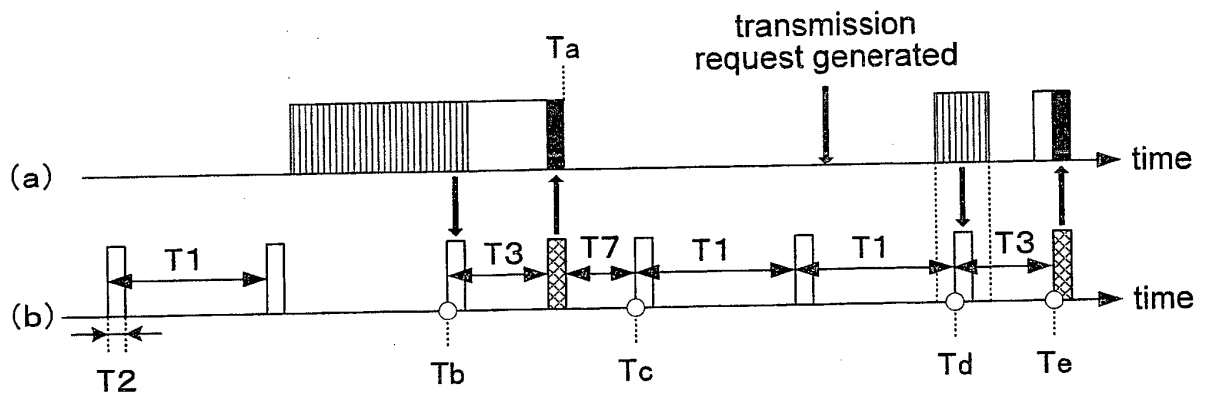 transmission
Ta
request generated
(a)
time
T1
T3
T7
T1
T1
T3
(b)
time
T2
Tb
Tc
Td
Te